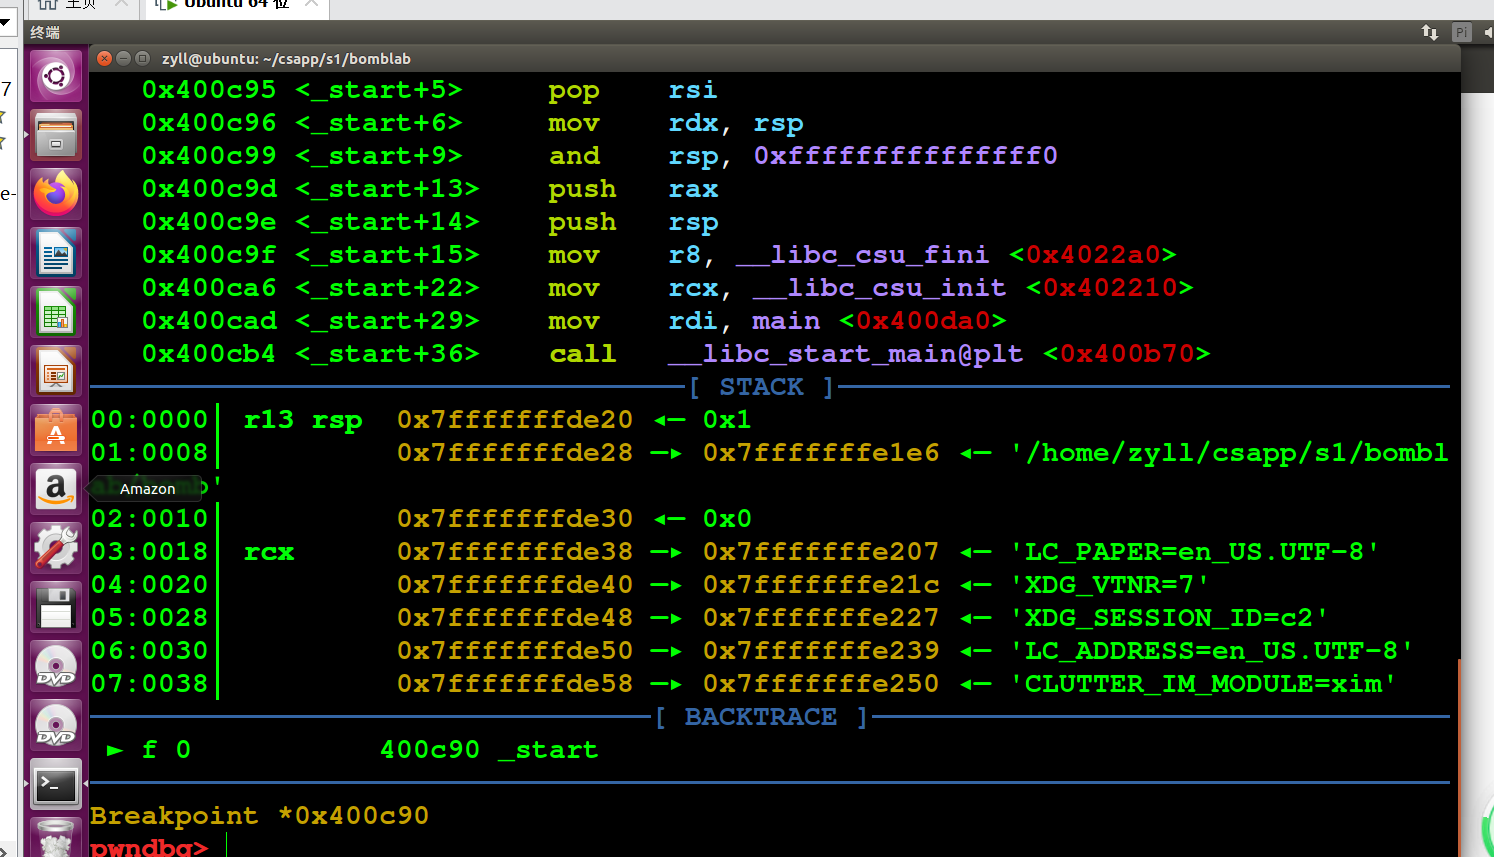 主页 Ubuntu 64 位
终端
Pi
7
e-
zyll@ubuntu: ~/csapp/s1/bomblab
0x400c95 <_start+5> pop rsi
0x400c96 <_start+6> mov rdx, rsp
0x400c99 <_start+9> and rsp, 0xfffffffffffffff0
0x400c9d <_start+13> push rax
0x400c9e <_start+14> push rsp
0x400c9f <_start+15> mov r8, __libc_csu_fini <0x4022a0>
0x400ca6 <_start+22> mov rcx, __libc_csu_init <0x402210>
0x400cad <_start+29> mov rdi, main <0x400da0>
0x400cb4 <_start+36> call __libc_start_main@plt <0x400b70>
[ STACK ]
00:0000│ r13 rsp 0x7fffffffde20 ◂— 0x1
01:0008│ 0x7fffffffde28 —▸ 0x7fffffffe1e6 ◂— '/home/zyll/csapp/s1/bombl
ab/bomb'
Amazon
02:0010│ 0x7fffffffde30 ◂— 0x0
03:0018│ rcx 0x7fffffffde38 —▸ 0x7fffffffe207 ◂— 'LC_PAPER=en_US.UTF-8'
04:0020│ 0x7fffffffde40 —▸ 0x7fffffffe21c ◂— 'XDG_VTNR=7'
05:0028│ 0x7fffffffde48 —▸ 0x7fffffffe227 ◂— 'XDG_SESSION_ID=c2'
06:0030│ 0x7fffffffde50 —▸ 0x7fffffffe239 ◂— 'LC_ADDRESS=en_US.UTF-8'
07:0038│ 0x7fffffffde58 —▸ 0x7fffffffe250 ◂— 'CLUTTER_IM_MODULE=xim'
[ BACKTRACE ]
► f 0 400c90 _start
Breakpoint *0x400c90
pwndbg>